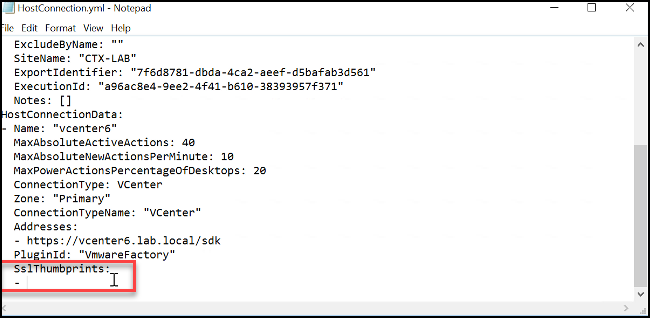 HostConnection.yml - Notepad
File Edit Format View Help
ExcludeByName: ""
SiteName: "CTX-LAB"
ExportIdentifier: "7f6d8781-dbda-4ca2-aeef-d5bafab3d561"
ExecutionId: "a96ac8e4-9ee2-4f41-b610-38393957f371"
Notes: []
HostConnectionData:
- Name: "vcenter6"
MaxAbsoluteActiveActions: 40
MaxAbsoluteNewActionsPerMinute: 10
MaxPowerActionsPercentageOfDesktops: 20
ConnectionType: VCenter
Zone: "Primary"
ConnectionTypeName: "VCenter"
Addresses:
- https://vcenter6.lab.local/sdk
PluginId: "VmwareFactory"
SslThumbprints:
-